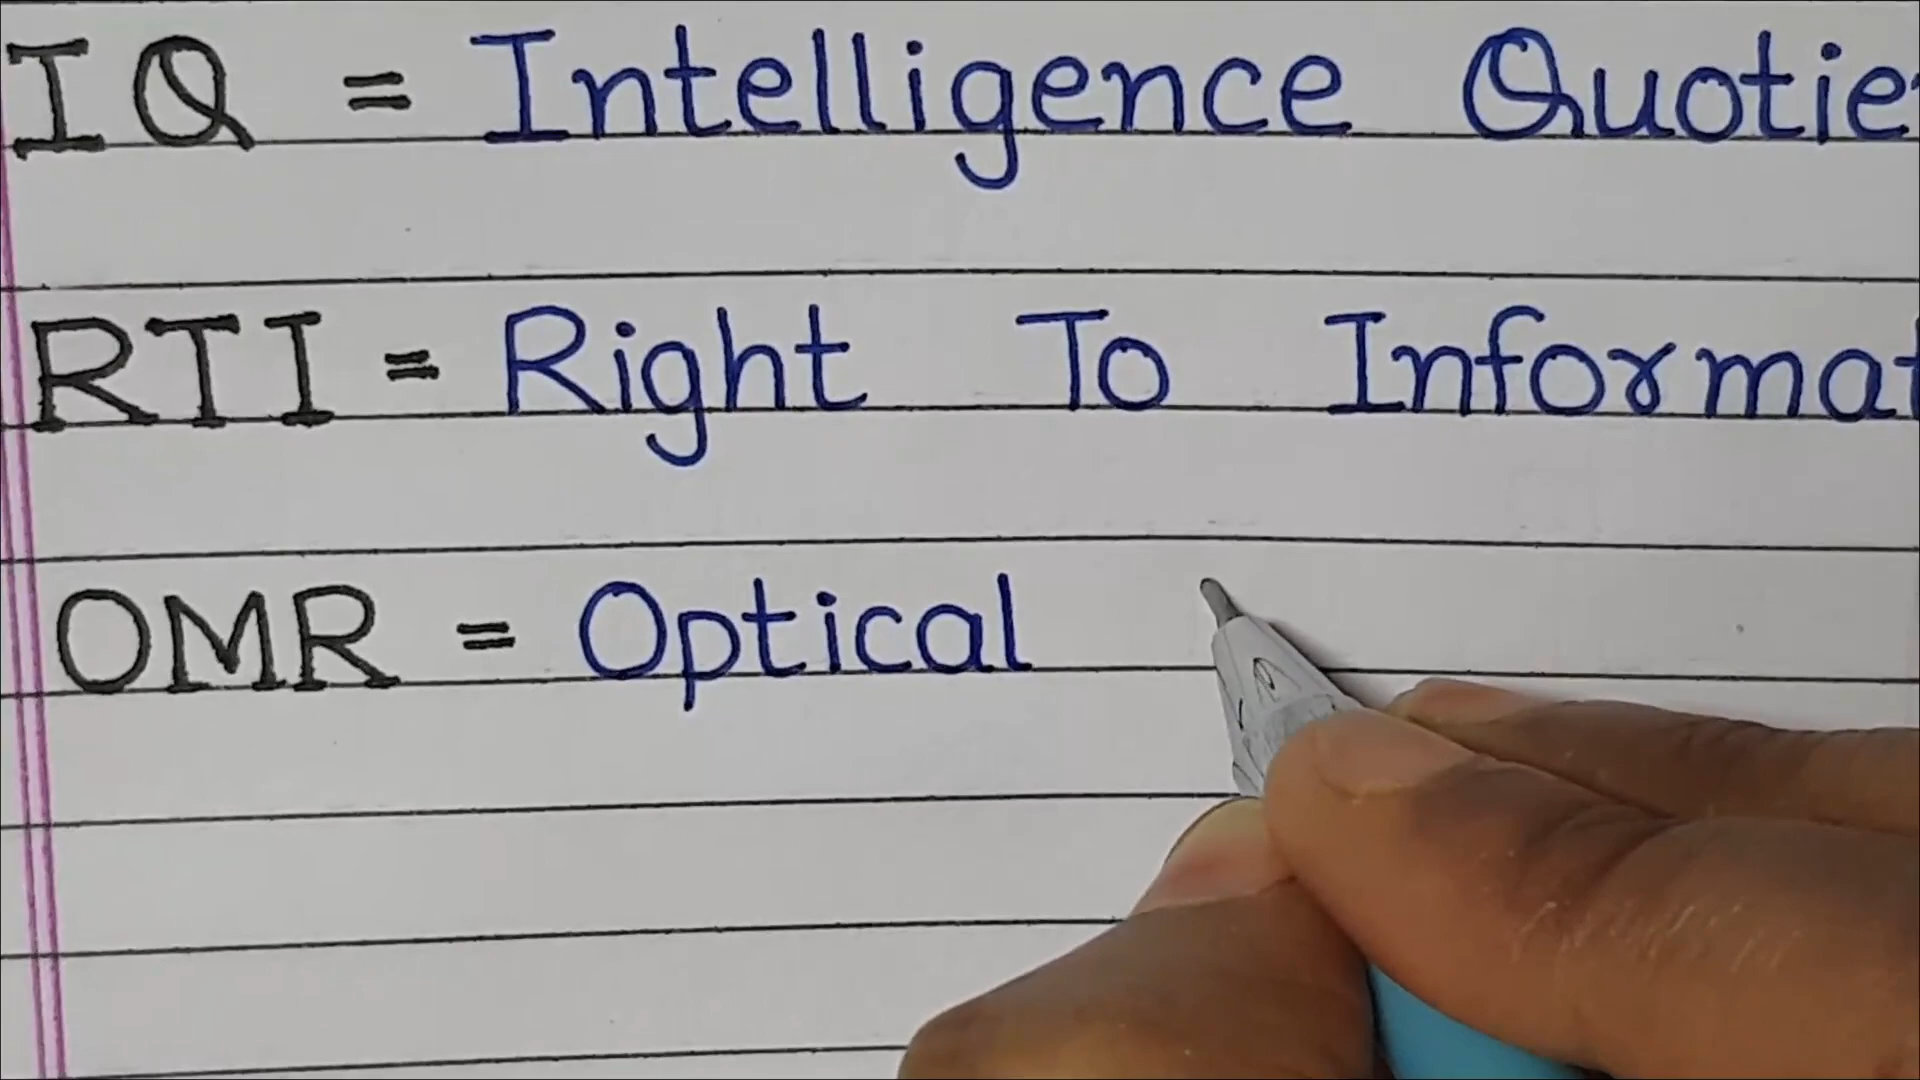 IQ = Intelligence Quotie
RTI = Right To Informat
OMR = Optical